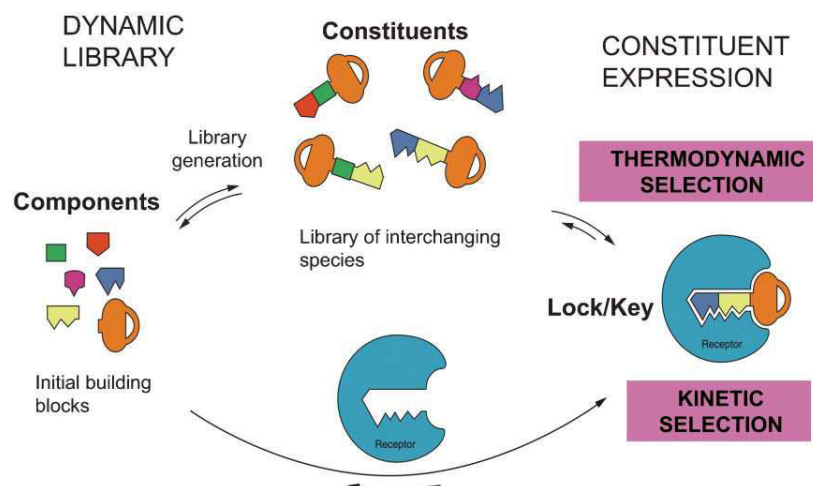 DYNAMIC
LIBRARY
Constituents
CONSTITUENT
EXPRESSION
Library
generation
THERMODYNAMIC
SELECTION
Components
Library of interchanging
species
Lock/Key
Receptor
Initial building
blocks
KINETIC
SELECTION
Receptor